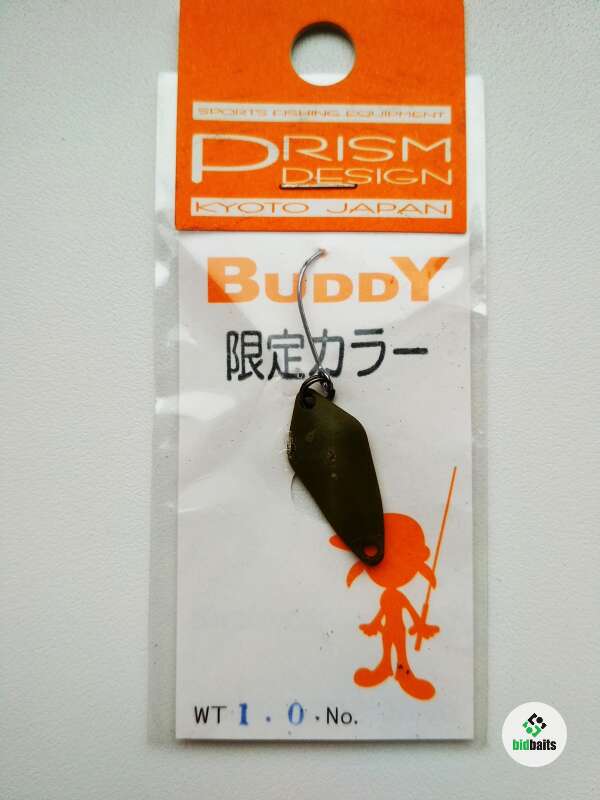 SPORTS FISHING EQUIPMENT
PRISM
DESIGN
KYOTO JAPAN
BUDDY
限定カラー
WT 1.0. No.
bidbaits